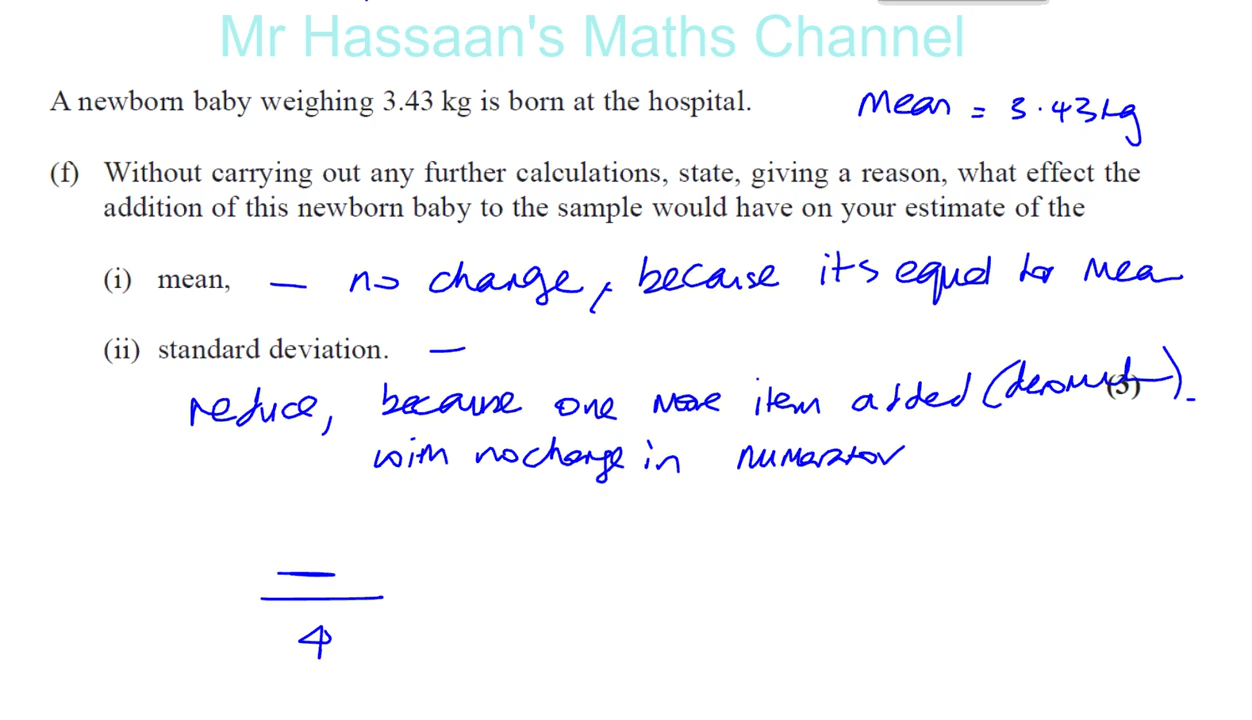 Mr Hassaan's Maths Channel
A newborn baby weighing 3.43 kg is born at the hospital. Mean = 3.43kg
(f) Without carrying out any further calculations, state, giving a reason, what effect the
addition of this newborn baby to the sample would have on your estimate of the
(i) mean, — no change, because its equal to Mea
(ii) standard deviation. —
(3)
reduce, because one more item added
with no change in numerator
4